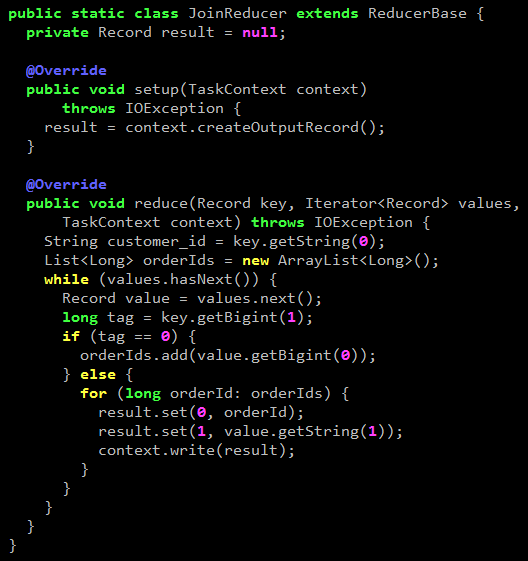 public static class JoinReducer extends ReducerBase {
  private Record result = null;

  @Override
  public void setup(TaskContext context)
      throws IOException {
    result = context.createOutputRecord();
  }

  @Override
  public void reduce(Record key, Iterator<Record> values,
      TaskContext context) throws IOException {
    String customer_id = key.getString(0);
    List<Long> orderIds = new ArrayList<Long>();
    while (values.hasNext()) {
      Record value = values.next();
      long tag = key.getBigint(1);
      if (tag == 0) {
        orderIds.add(value.getBigint(0));
      } else {
        for (long orderId: orderIds) {
          result.set(0, orderId);
          result.set(1, value.getString(1));
          context.write(result);
        }
      }
    }
  }
}